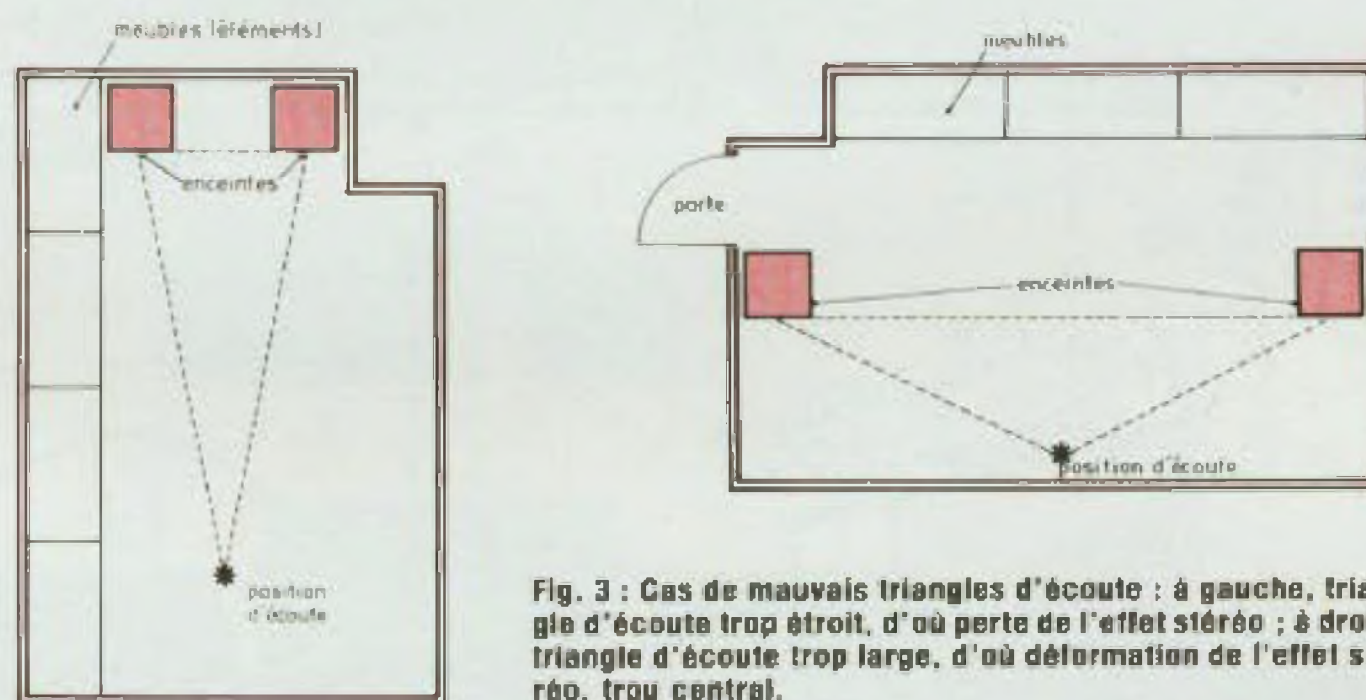 meubles (éléments)
enceintes
position
d'écoute
meubles
porte
enceintes
position d'écoute
Fig. 3 : Cas de mauvais triangles d'écoute : à gauche, trian
gle d'écoute trop étroit, d'où perte de l'effet stéréo ; à dro
triangle d'écoute trop large, d'où déformation de l'effet s
réo, trou central.